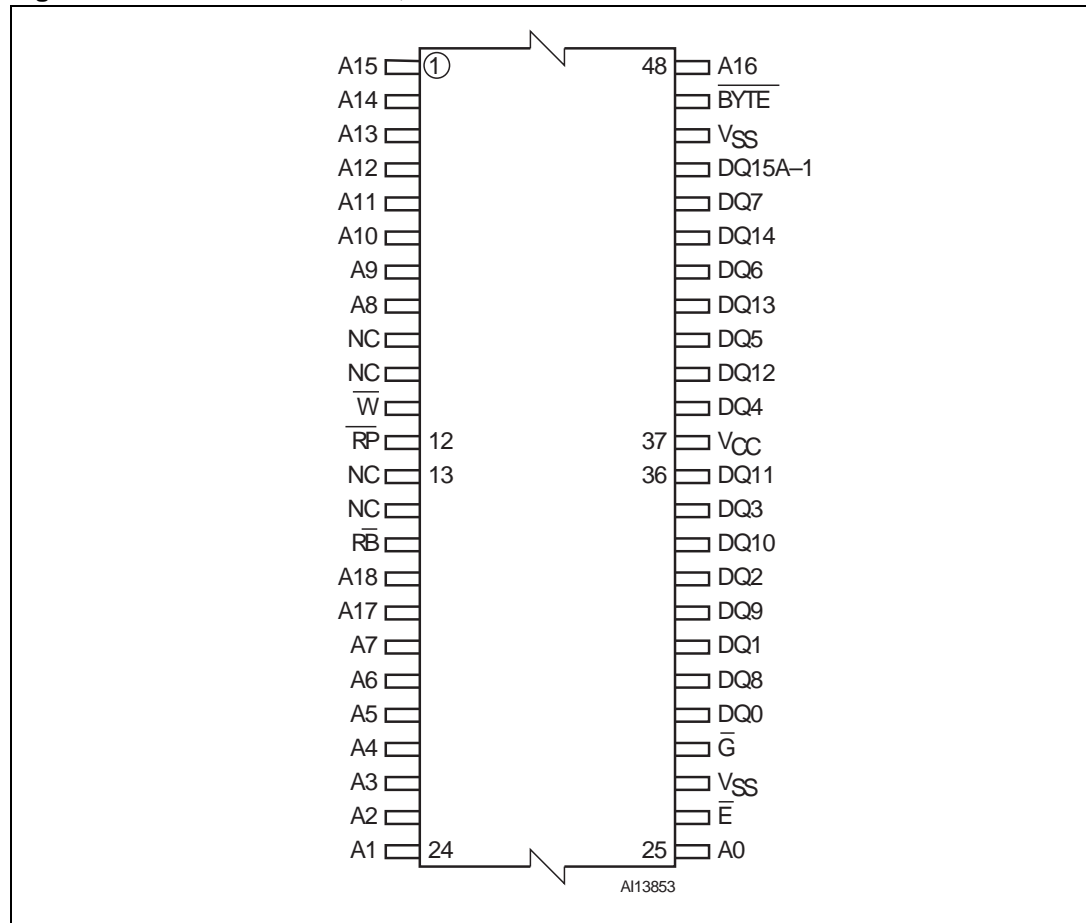 A15 1 48 A16
A14 B̅Y̅T̅E̅
A13 VSS
A12 DQ15A–1
A11 DQ7
A10 DQ14
A9 DQ6
A8 DQ13
NC DQ5
NC DQ12
W̅ DQ4
R̅P̅ 12 37 VCC
NC 13 36 DQ11
NC DQ3
RB̅ DQ10
A18 DQ2
A17 DQ9
A7 DQ1
A6 DQ8
A5 DQ0
A4 G̅
A3 VSS
A2 E̅
A1 24 25 A0
AI13853